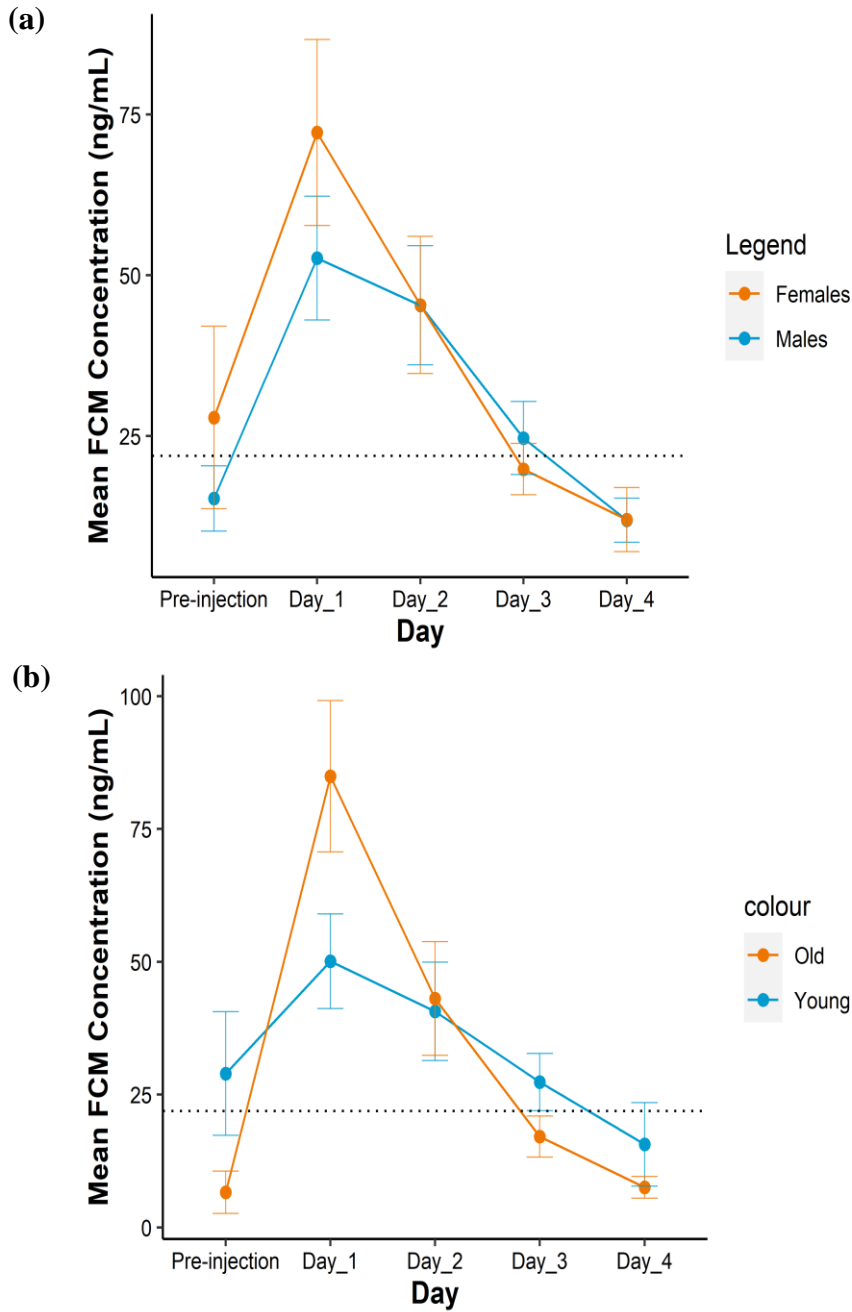 (a)
Mean FCM Concentration (ng/mL)
75
50
25
Pre-injection Day_1 Day_2 Day_3 Day_4
Day
Legend
Females
Males
(b)
Mean FCM Concentration (ng/mL)
100
75
50
25
0
Pre-injection Day_1 Day_2 Day_3 Day_4
Day
colour
Old
Young